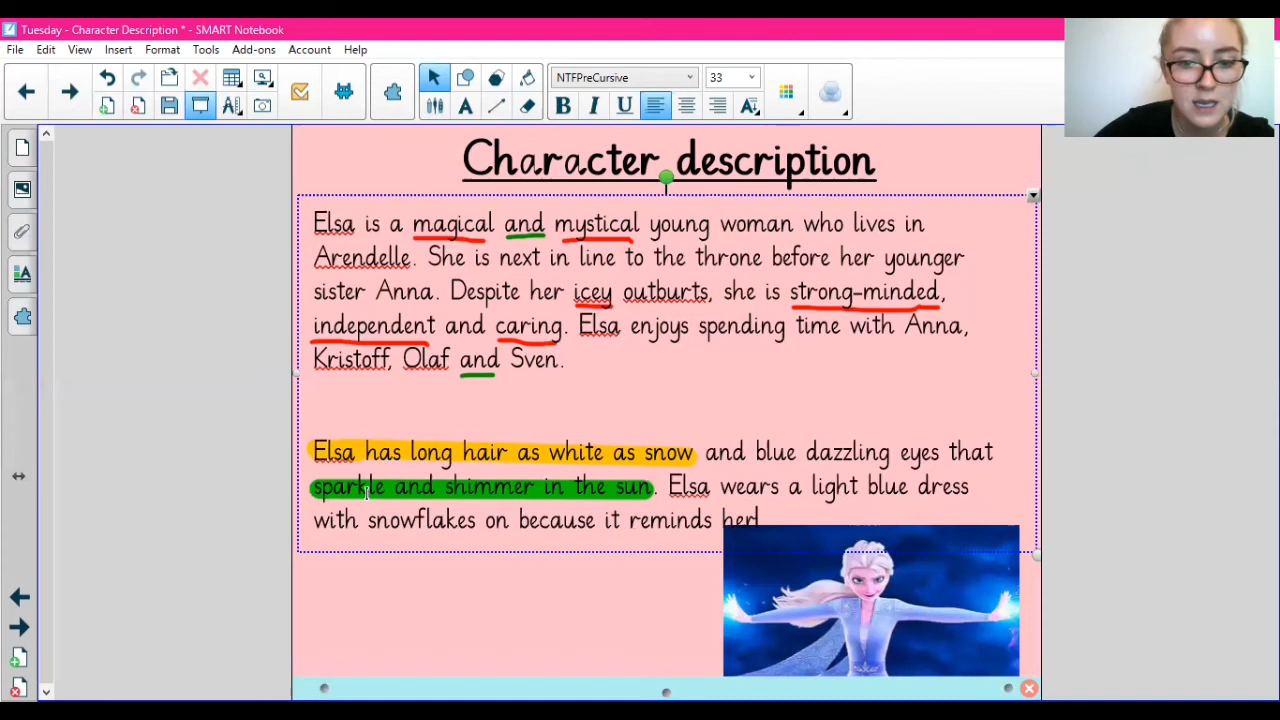 Tuesday - Character Description * - SMART Notebook
File Edit View Insert Format Tools Add-ons Account Help
NTFPreCursive 33
Character description
Elsa is a magical and mystical young woman who lives in
Arendelle. She is next in line to the throne before her younger
sister Anna. Despite her icey outburts, she is strong-minded,
independent and caring. Elsa enjoys spending time with Anna,
Kristoff, Olaf and Sven.
Elsa has long hair as white as snow and blue dazzling eyes that
sparkle and shimmer in the sun. Elsa wears a light blue dress
with snowflakes on because it reminds her